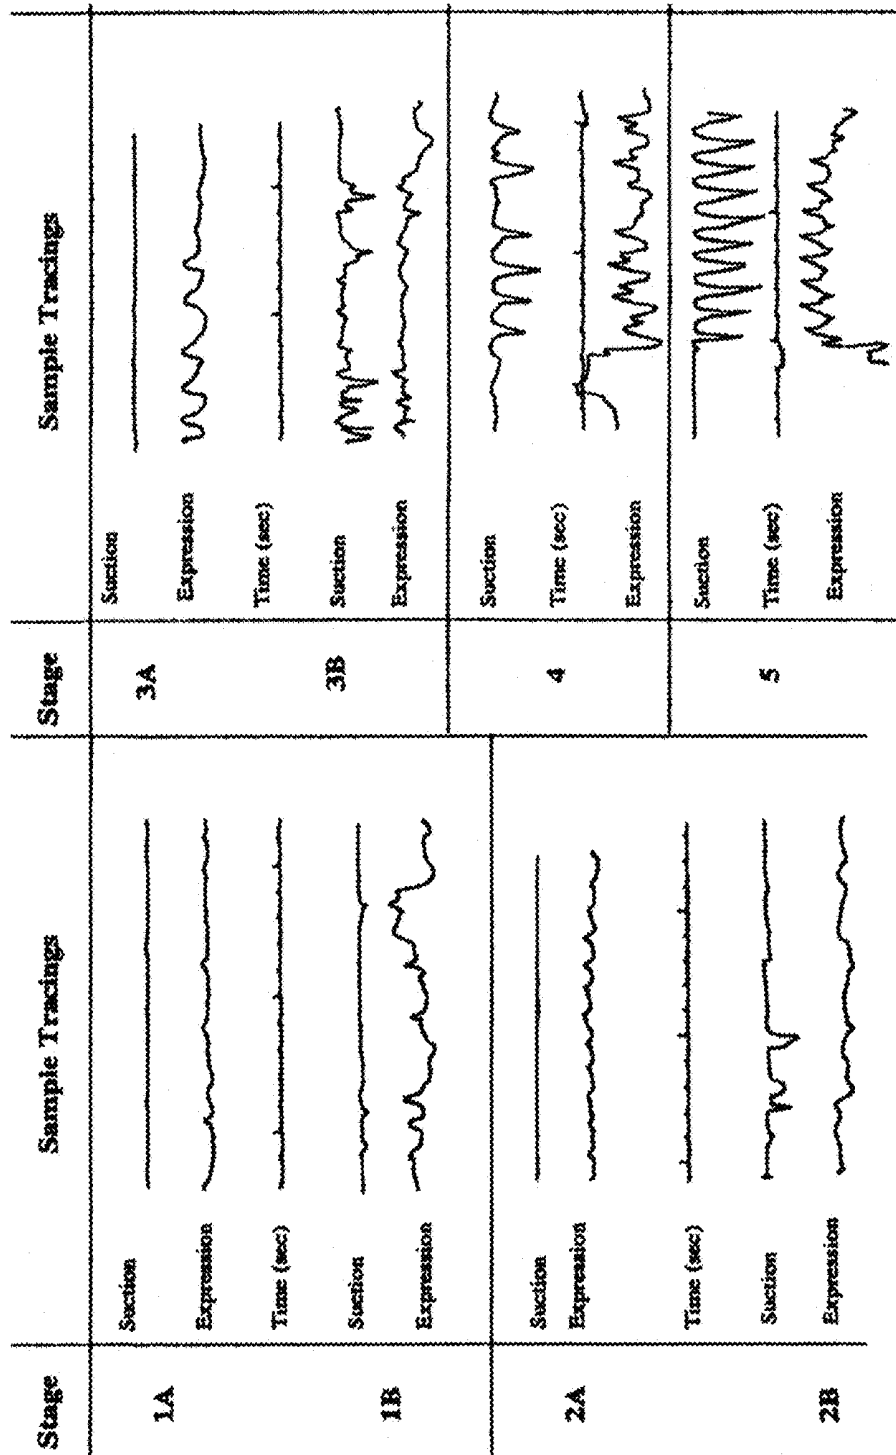 Stage Sample Tracings Stage Sample Tracings
1A
Suction
Expression
Time (sec)
1B
Suction
Expression
2A
Suction
Expression
Time (sec)
2B
Suction
Expression
3A
Suction
Expression
Time (sec)
3B
Suction
Expression
4
Suction
Time (sec)
Expression
5
Suction
Time (sec)
Expression